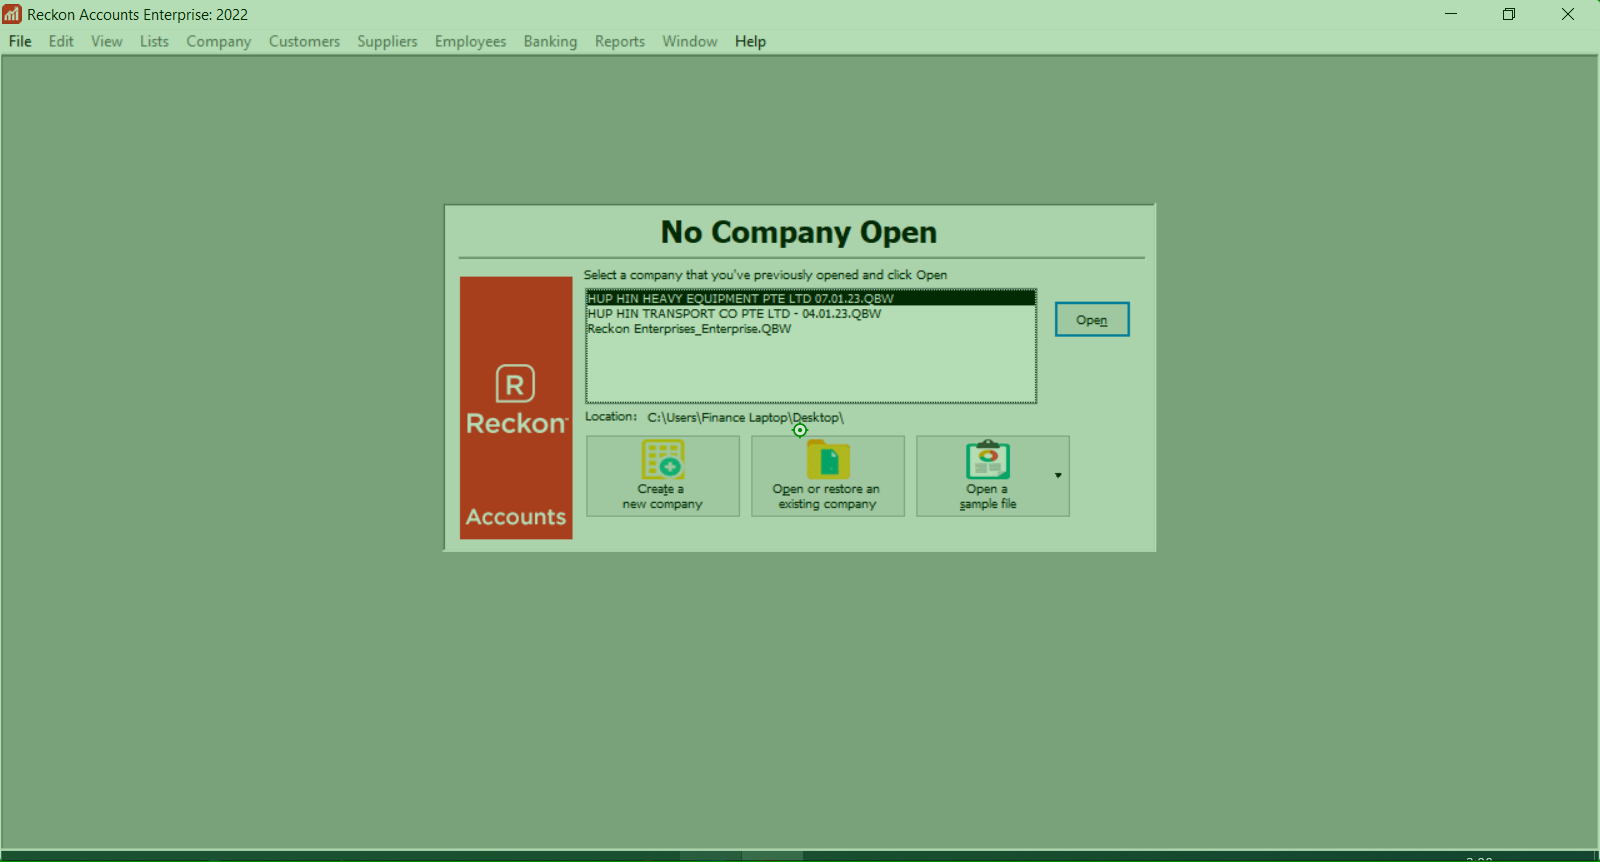 Reckon Accounts Enterprise: 2022
File Edit View Lists Company Customers Suppliers Employees Banking Reports Window Help
No Company Open
Select a company that you've previously opened and click Open
HUP HIN HEAVY EQUIPMENT PTE LTD 07.01.23.QBW
HUP HIN TRANSPORT CO PTE LTD - 04.01.23.QBW
Reckon Enterprises_Enterprise.QBW
Open
R
Reckon
Accounts
Location: C:\Users\Finance Laptop\Desktop\
Create a
new company
Open or restore an
existing company
Open a
sample file